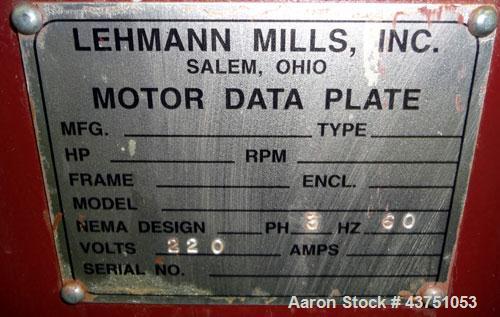 LEHMANN MILLS, INC.
SALEM, OHIO
MOTOR DATA PLATE
MFG. TYPE
HP RPM
FRAME ENCL.
MODEL
NEMA DESIGN PH 3 HZ 60
VOLTS 220 AMPS
SERIAL NO.
Aaron Stock # 43751053